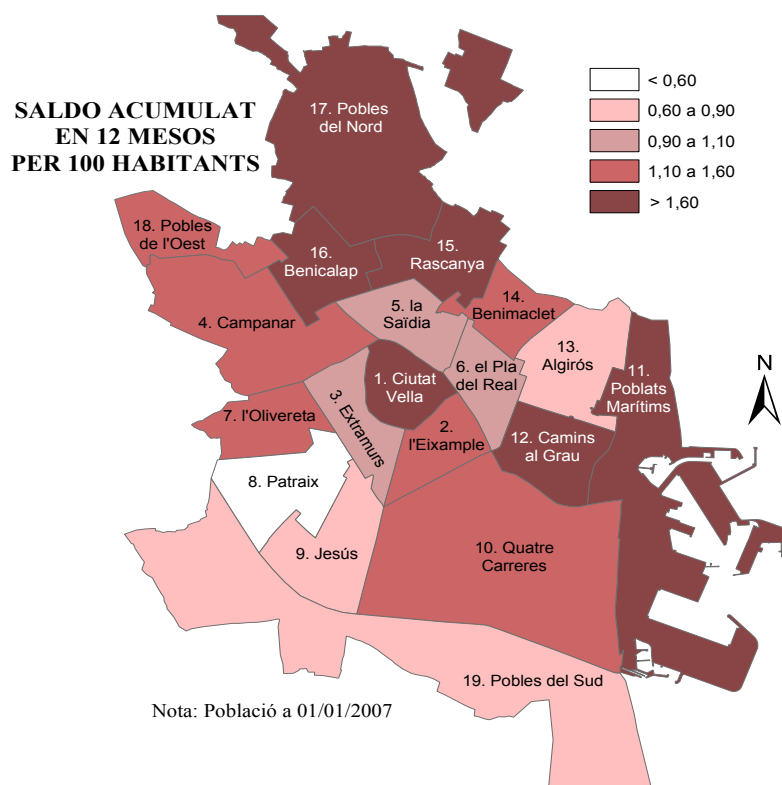 SALDO ACUMULAT
EN 12 MESOS
PER 100 HABITANTS
< 0,60
0,60 a 0,90
0,90 a 1,10
1,10 a 1,60
> 1,60
17. Pobles
del Nord
18. Pobles
de l'Oest
16.
Benicalap
15.
Rascanya
14.
Benimaclet
5. la
Saïdia
4. Campanar
13.
Algirós
11.
Poblats
Marítims
N
6. el Pla
del Real
1. Ciutat
Vella
3. Extramurs
7. l'Olivereta
2.
l'Eixample
12. Camins
al Grau
8. Patraix
9. Jesús
10. Quatre
Carreres
19. Pobles del Sud
Nota: Població a 01/01/2007